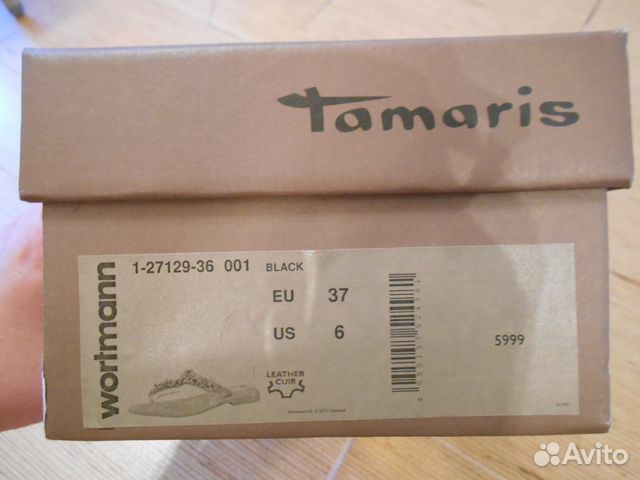 Tamaris
wortmann
1-27129-36 001 BLACK
EU 37
US 6
5999
LEATHER
CUIR
Avito